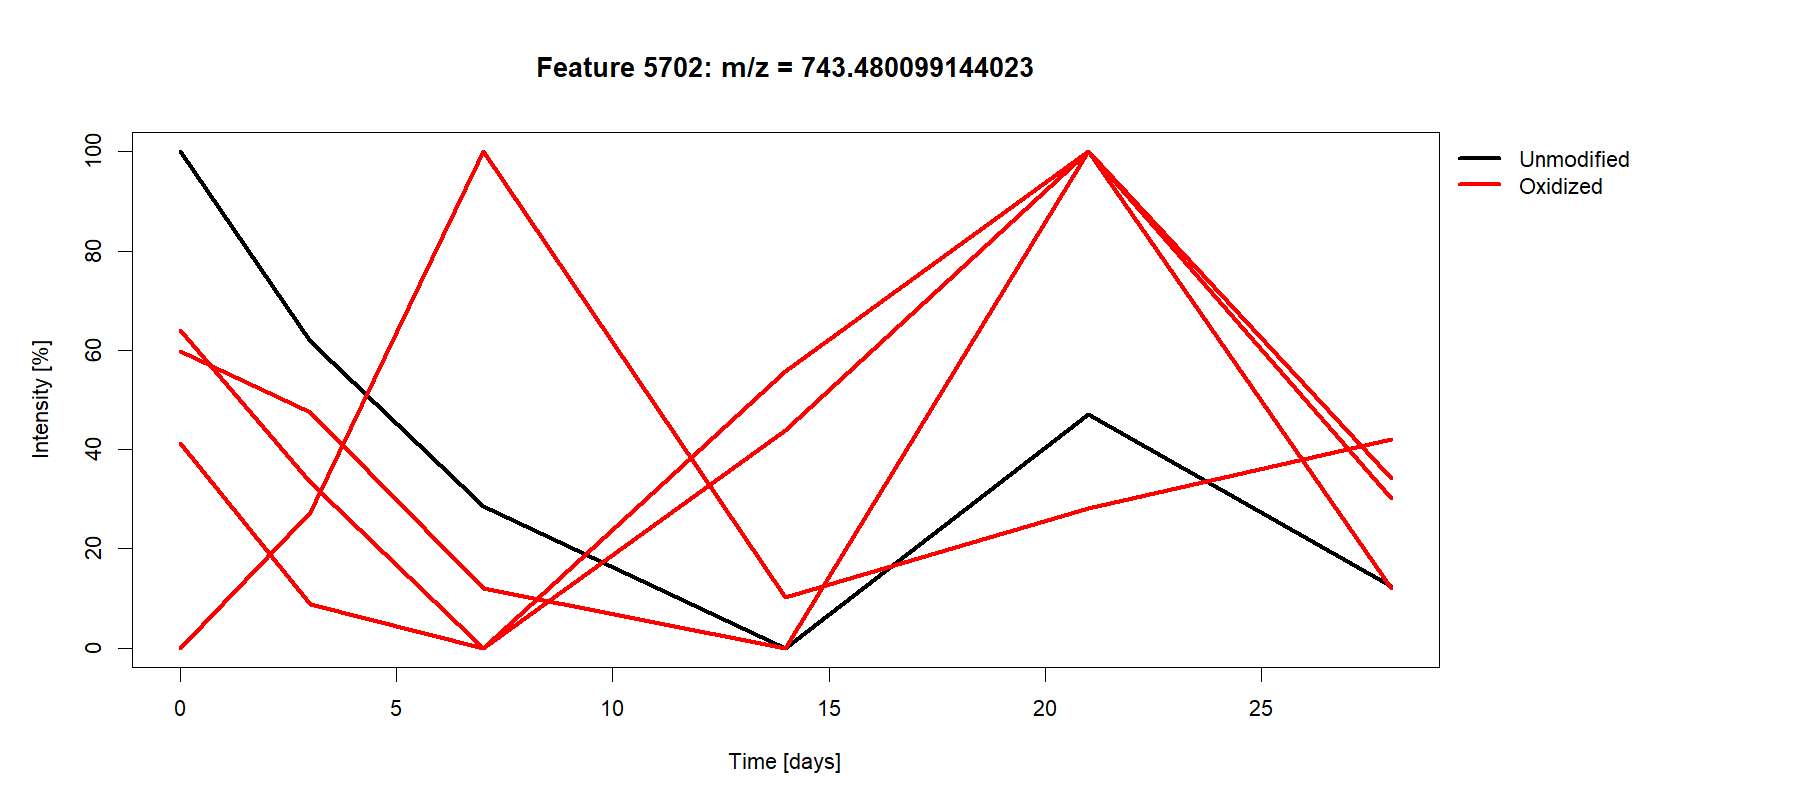 Feature 5702: m/z = 743.480099144023
Unmodified
Oxidized
Intensity [%]
100
80
60
40
20
0
0 5 10 15 20 25
Time [days]